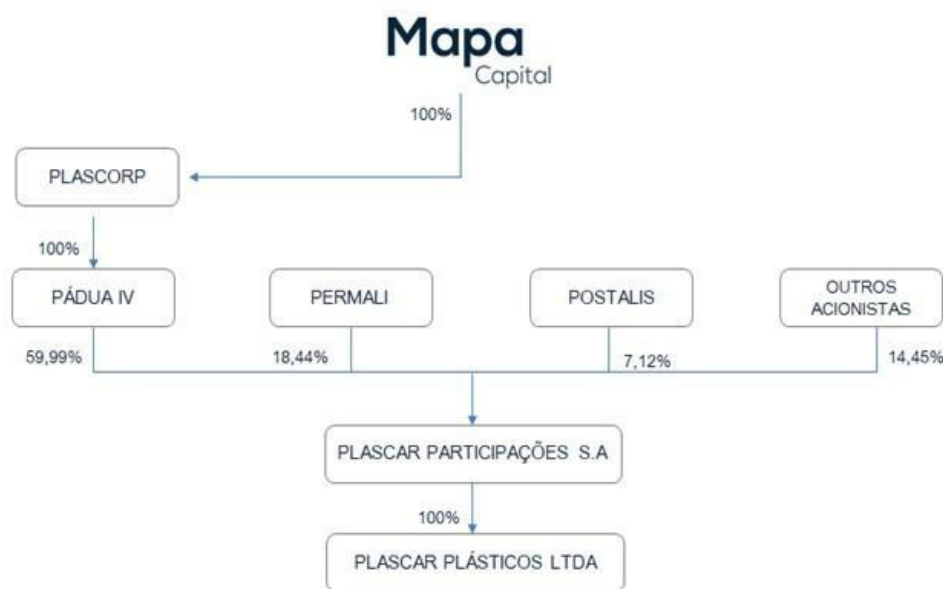 Mapa
Capital
100%
PLASCORP
100%
PÁDUA IV
PERMALI
POSTALIS
OUTROS
ACIONISTAS
59,99%
18,44%
7,12%
14,45%
PLASCAR PARTICIPAÇÕES S.A
100%
PLASCAR PLÁSTICOS LTDA